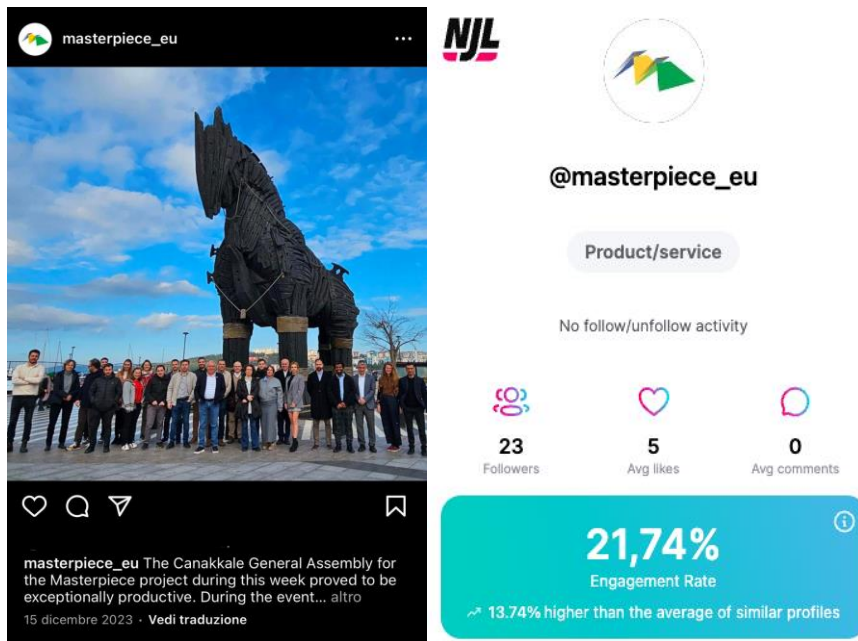 masterpiece_eu
masterpiece_eu The Canakkale General Assembly for
the Masterpiece project during this week proved to be
exceptionally productive. During the event... altro
15 dicembre 2023 · Vedi traduzione
NJL
@masterpiece_eu
Product/service
No follow/unfollow activity
23
Followers
5
Avg likes
0
Avg comments
21,74%
Engagement Rate
13.74% higher than the average of similar profiles